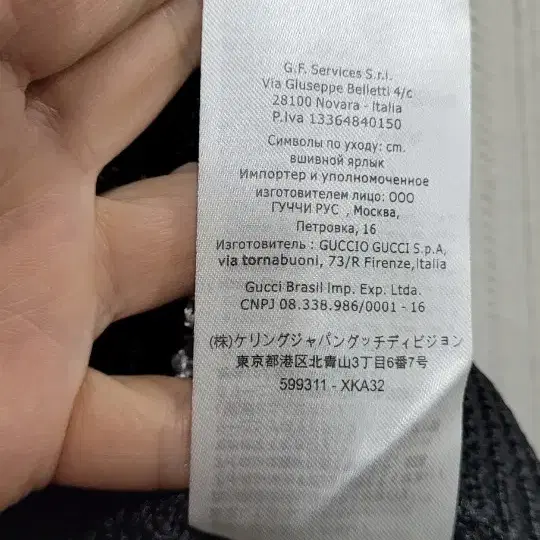 G.F. Services S.r.l.
Via Giuseppe Belletti 4/c
28100 Novara - Italia
P.Iva 13364840150
Символы по уходу: cm.
вшивной ярлык
Импортер и уполномоченное
изготовителем лицо: ООО
ГУЧЧИ РУС , Москва,
Петровка, 16
Изготовитель : GUCCIO GUCCI S.p.A,
via tornabuoni, 73/R Firenze,italia
Gucci Brasil Imp. Exp. Ltda.
CNPJ 08.338.986/0001 - 16
(株)ケリングジャパングッチディビジョン
東京都港区北青山3丁目6番7号
599311 - XKA32